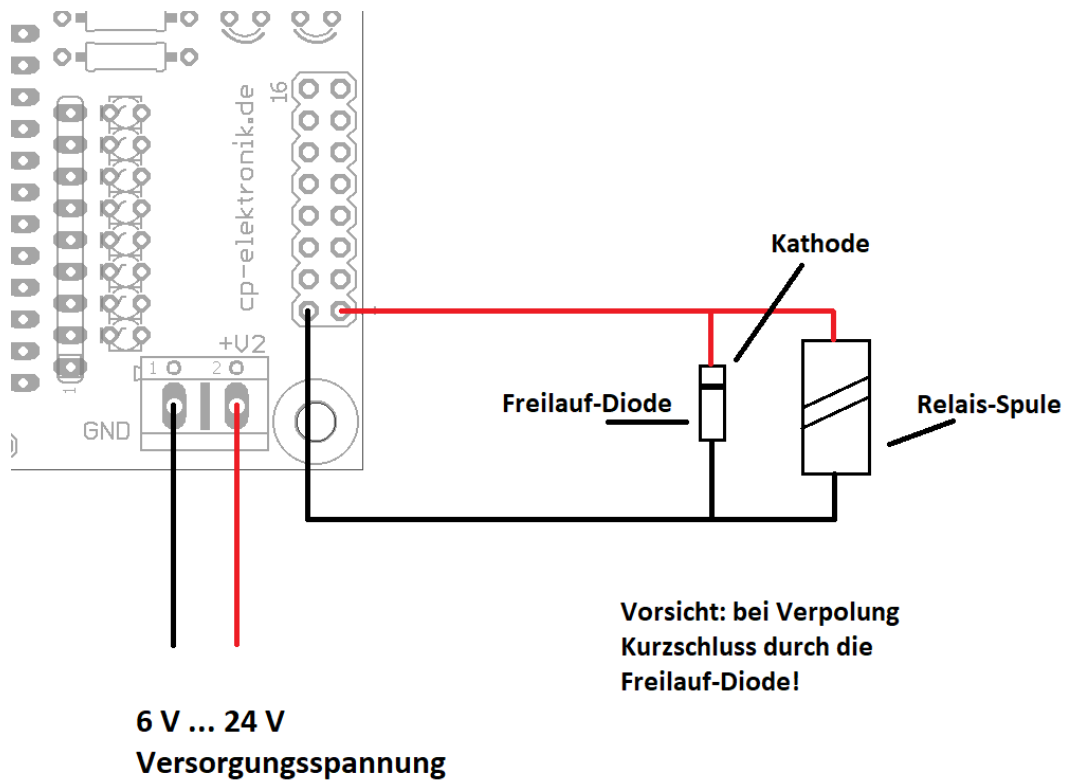 16
cp-elektronik.de
Kathode
+V2
1
2
1
GND
Freilauf-Diode
Relais-Spule
Vorsicht: bei Verpolung
Kurzschluss durch die
Freilauf-Diode!
6 V ... 24 V
Versorgungsspannung